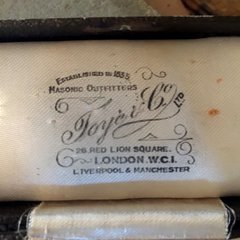 ESTABLISHED IN 1855
MASONIC OUTFITTERS
Toye & Co LTD
28. RED LION SQUARE.
LONDON. W.C.1.
LIVERPOOL & MANCHESTER